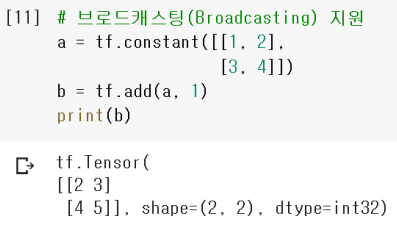 [11] # 브로드캐스팅(Broadcasting) 지원
a = tf.constant([[1, 2],
[3, 4]])
b = tf.add(a, 1)
print(b)
tf.Tensor(
[[2 3]
[4 5]], shape=(2, 2), dtype=int32)